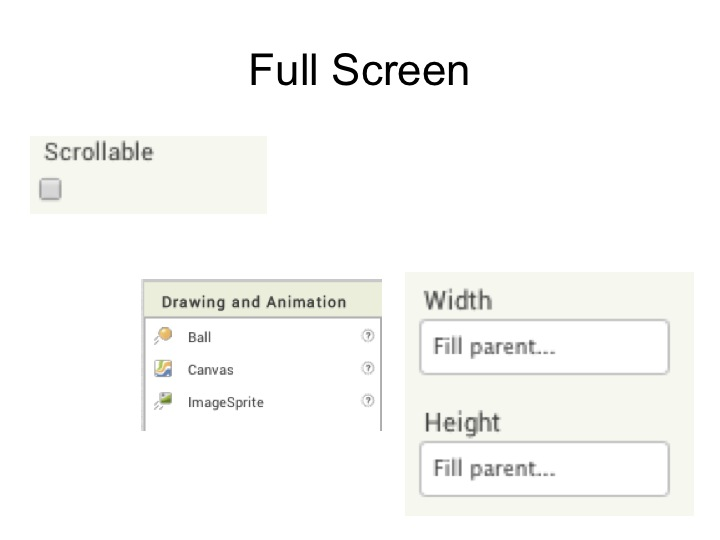 Full Screen
Scrollable
Drawing and Animation
Ball ?
Canvas ?
ImageSprite ?
Width
Fill parent...
Height
Fill parent...